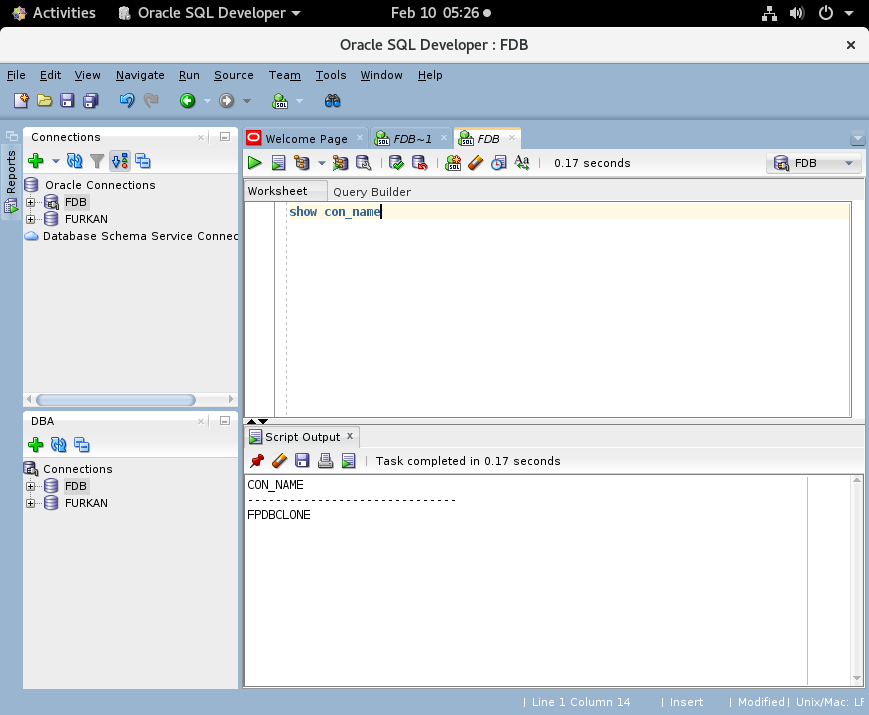 Activities Oracle SQL Developer Feb 10 05:26
Oracle SQL Developer : FDB
File Edit View Navigate Run Source Team Tools Window Help
Reports
Connections
Oracle Connections
FDB
FURKAN
Database Schema Service Connec
DBA
Connections
FDB
FURKAN
Welcome Page FDB~1 FDB
0.17 seconds FDB
Worksheet Query Builder
show con_name
Script Output
Task completed in 0.17 seconds
CON_NAME
------------------------------
FPDBCLONE
| Line 1 Column 14 | Insert | Modified | Unix/Mac: LF